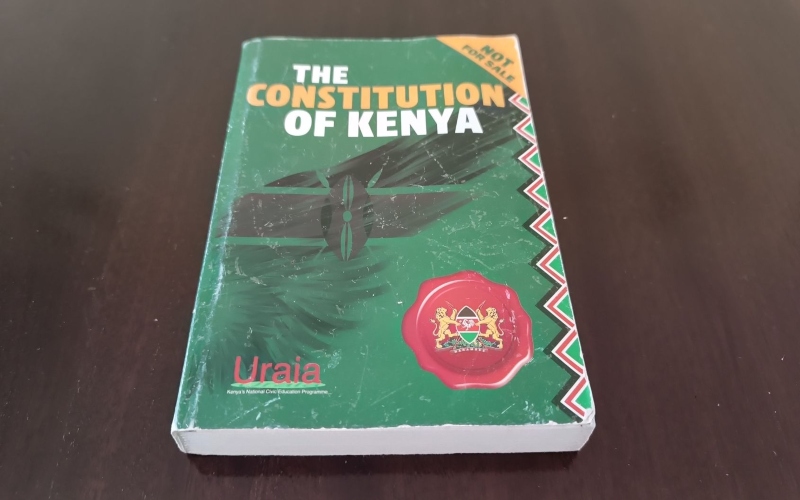 NOT
FOR SALE
THE
CONSTITUTION
OF KENYA
Uraia
Kenya's National Civic Education Programme